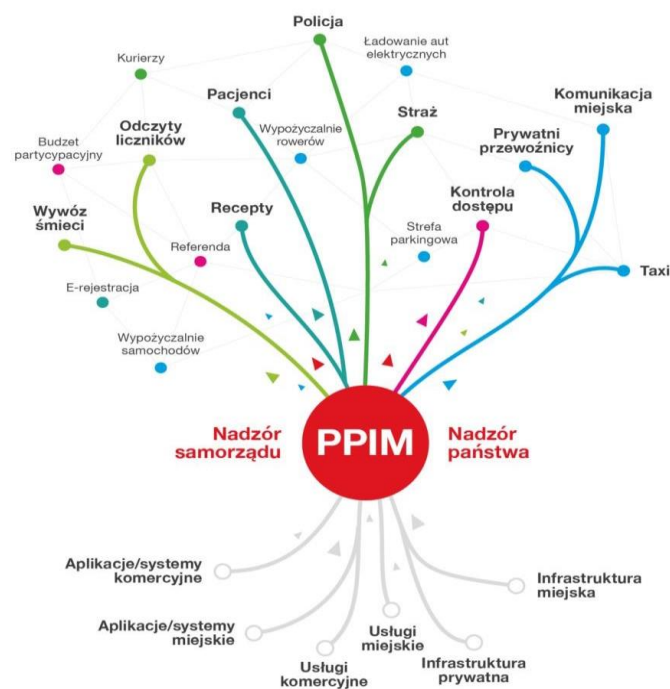 Policja
Ładowanie aut
elektrycznych
Kurierzy
Pacjenci
Komunikacja
miejska
Straż
Odczyty
liczników
Wypożyczalnie
rowerów
Prywatni
przewoźnicy
Budzet
partycypacyjny
Kontrola
dostępu
Wywóz
śmieci
Recepty
Referenda
Strefa
parkingowa
Taxi
E-rejestracja
Wypożyczalnie
samochodów
Nadzór
samorządu
PPIM
Nadzór
państwa
Aplikacje/systemy
komercyjne
Infrastruktura
miejska
Aplikacje/systemy
miejskie
Usługi
miejskie
Usługi
komercyjne
Infrastruktura
prywatna